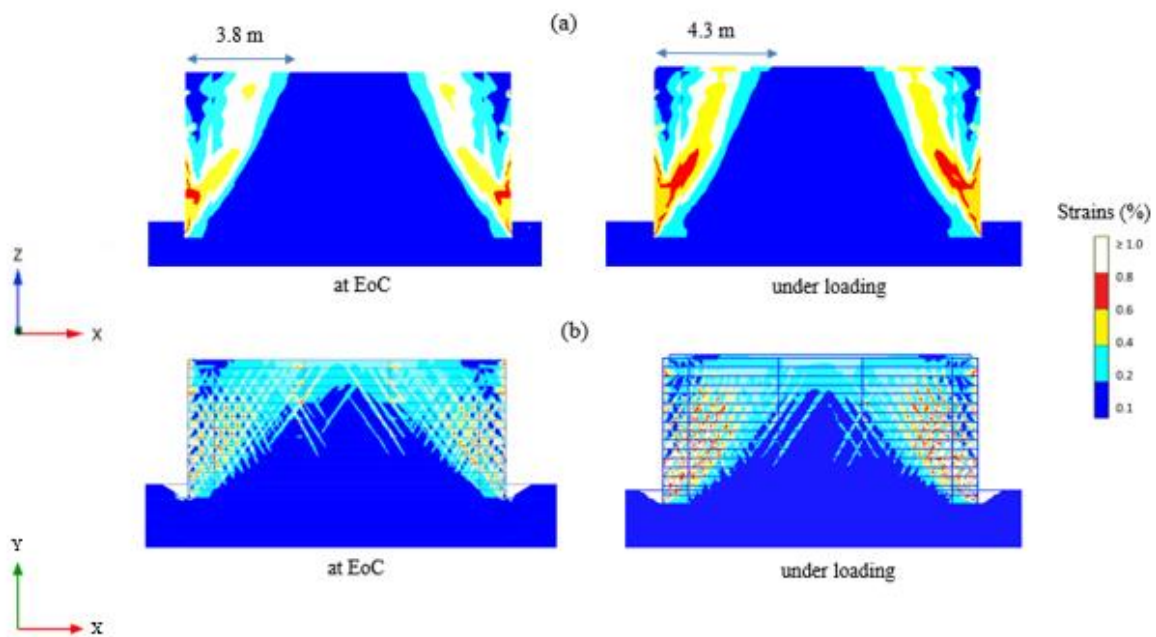 (a)
3.8 m
4.3 m
at EoC
under loading
Strains (%)
≥ 1.0
0.8
0.6
0.4
0.2
0.1
Z
X
(b)
at EoC
under loading
Y
X